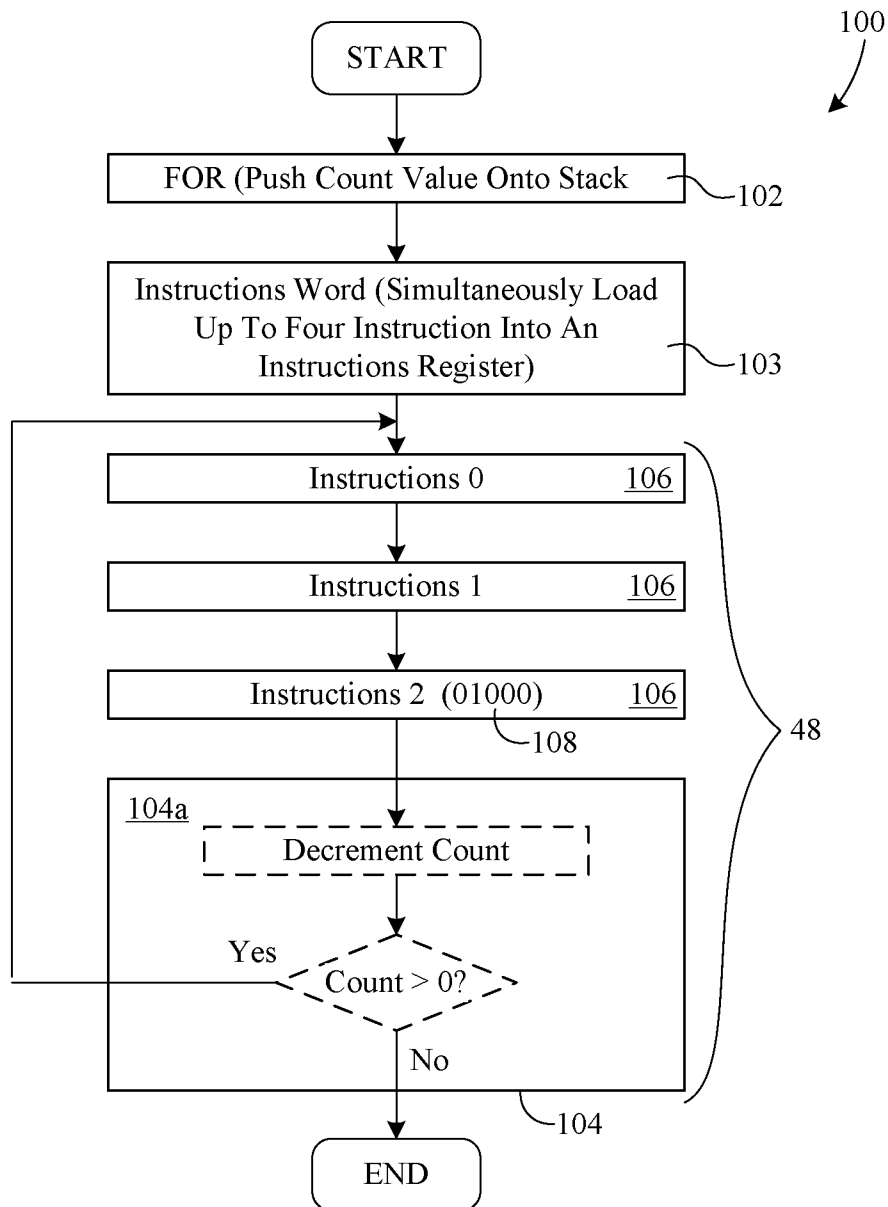 100
START
FOR (Push Count Value Onto Stack
102
Instructions Word (Simultaneously Load
Up To Four Instruction Into An
Instructions Register)
103
Instructions 0
106
Instructions 1
106
Instructions 2 (01000)
106
108
48
104a
Decrement Count
Yes
Count > 0?
No
104
END